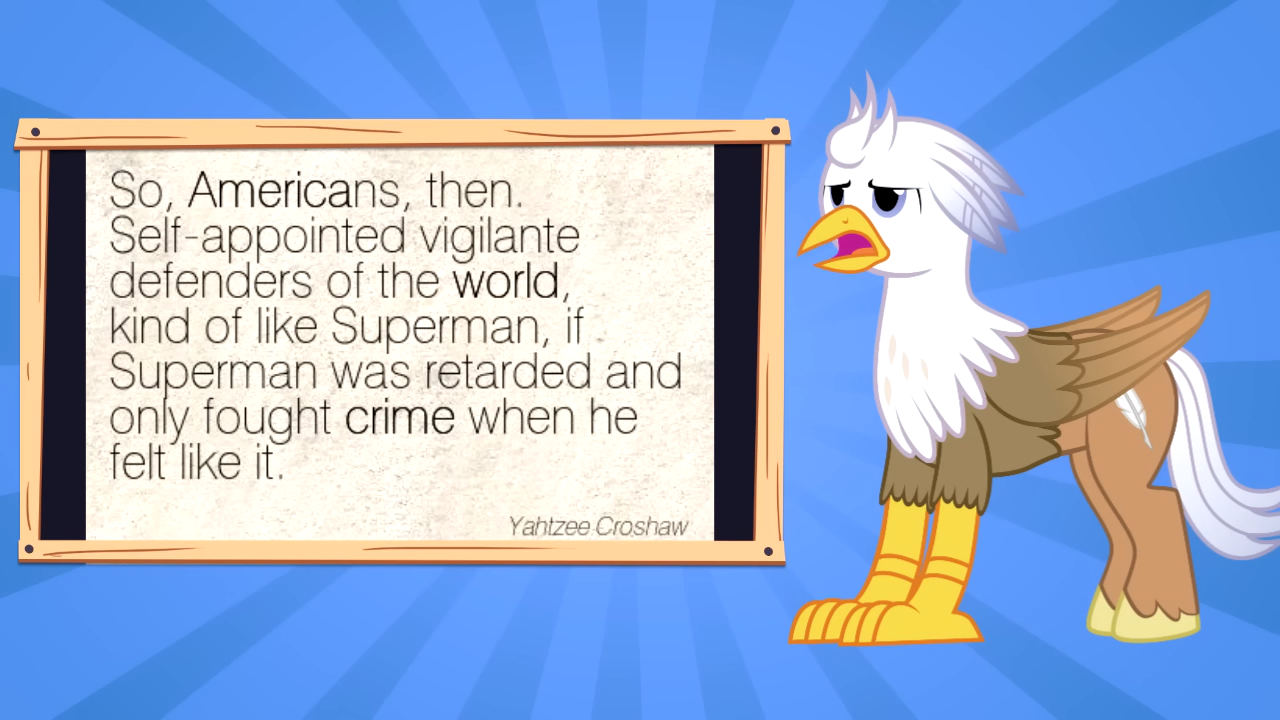 So, Americans, then.
Self-appointed vigilante
defenders of the world,
kind of like Superman, if
Superman was retarded and
only fought crime when he
felt like it.
Yahtzee Croshaw